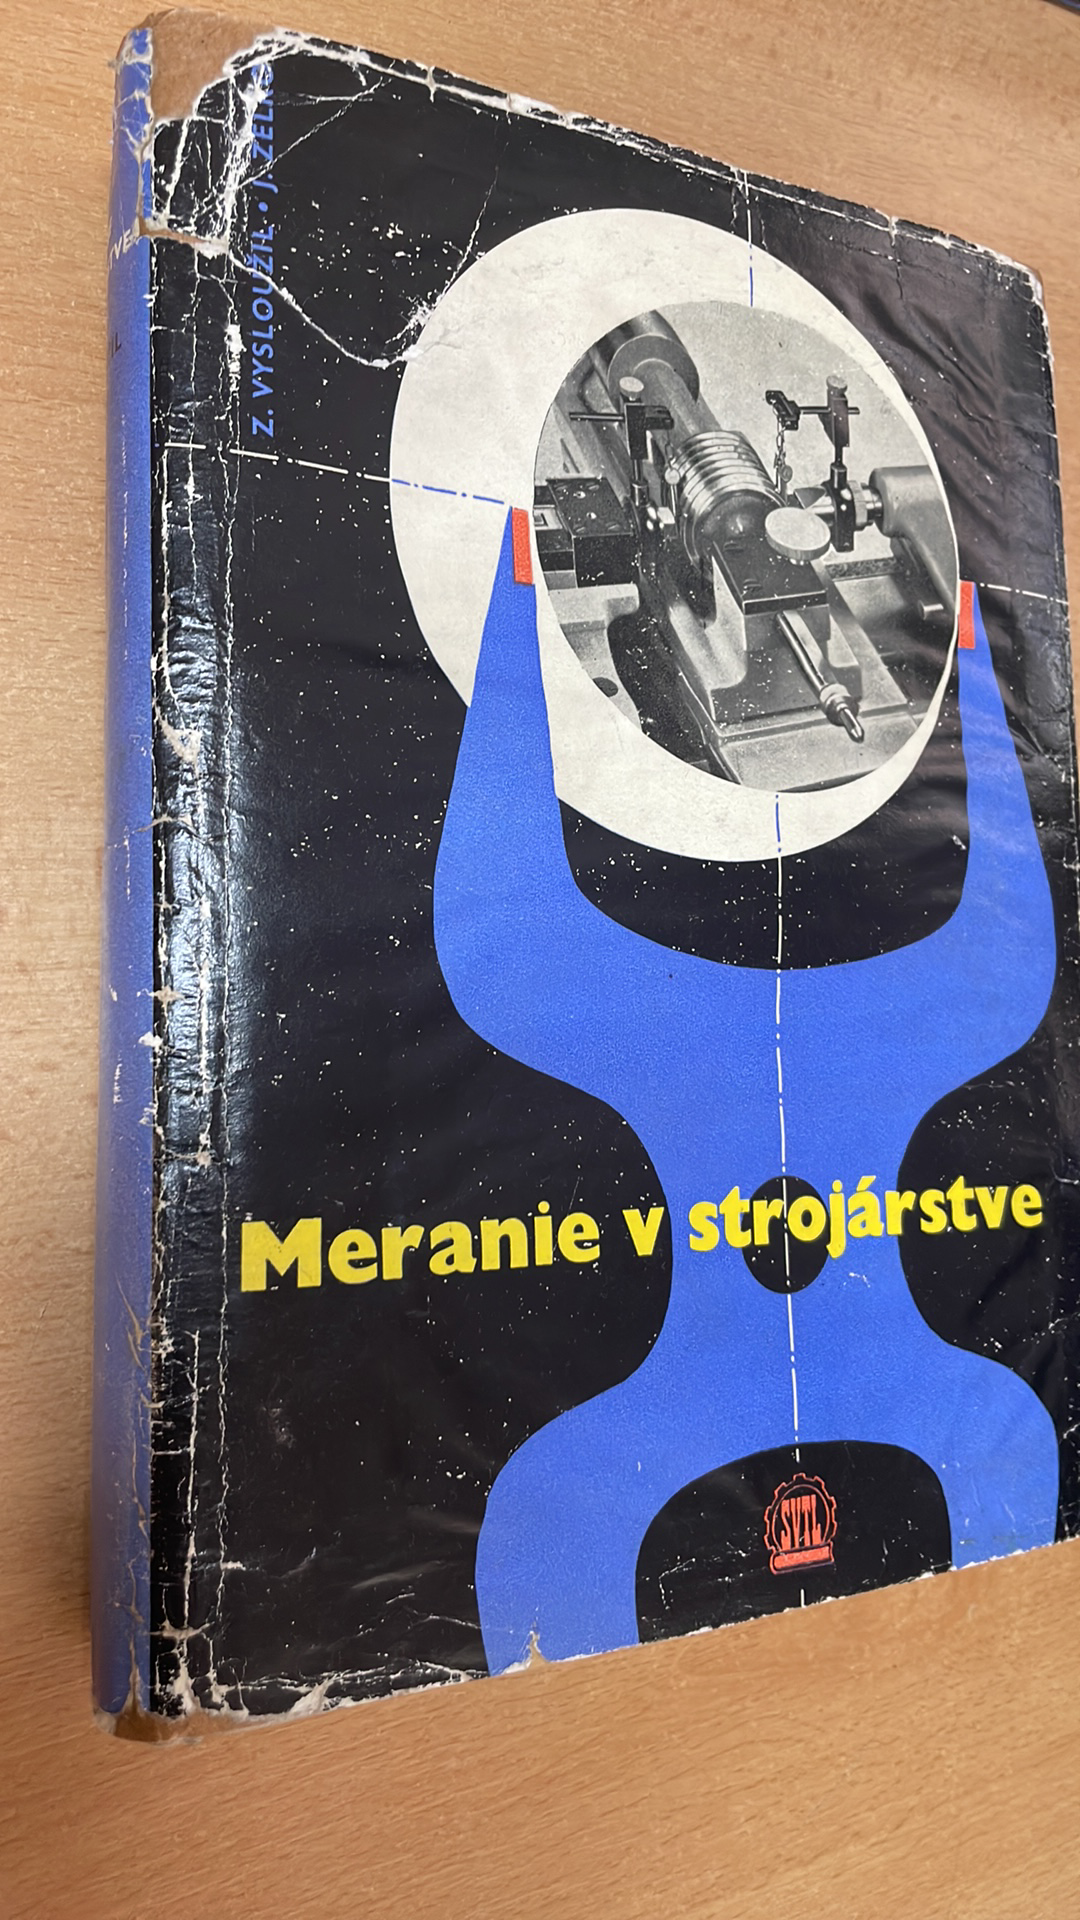 Z. VYSLOUŽIL • J.
Meranie v strojárstve
SVTL